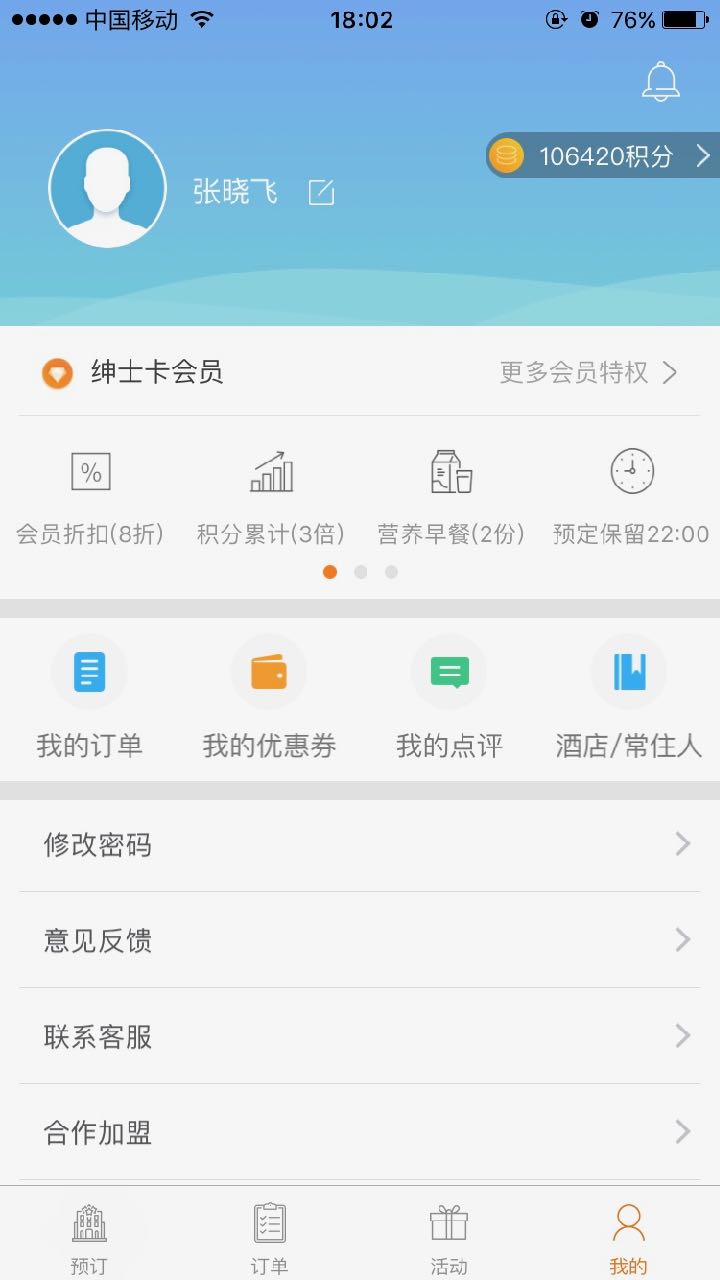 中国移动 18:02 76%
106420积分
张晓飞
绅士卡会员 更多会员特权
%
会员折扣(8折) 积分累计(3倍) 营养早餐(2份) 预定保留22:00
我的订单 我的优惠券 我的点评 酒店/常住人
修改密码
意见反馈
联系客服
合作加盟
预订 订单 活动 我的